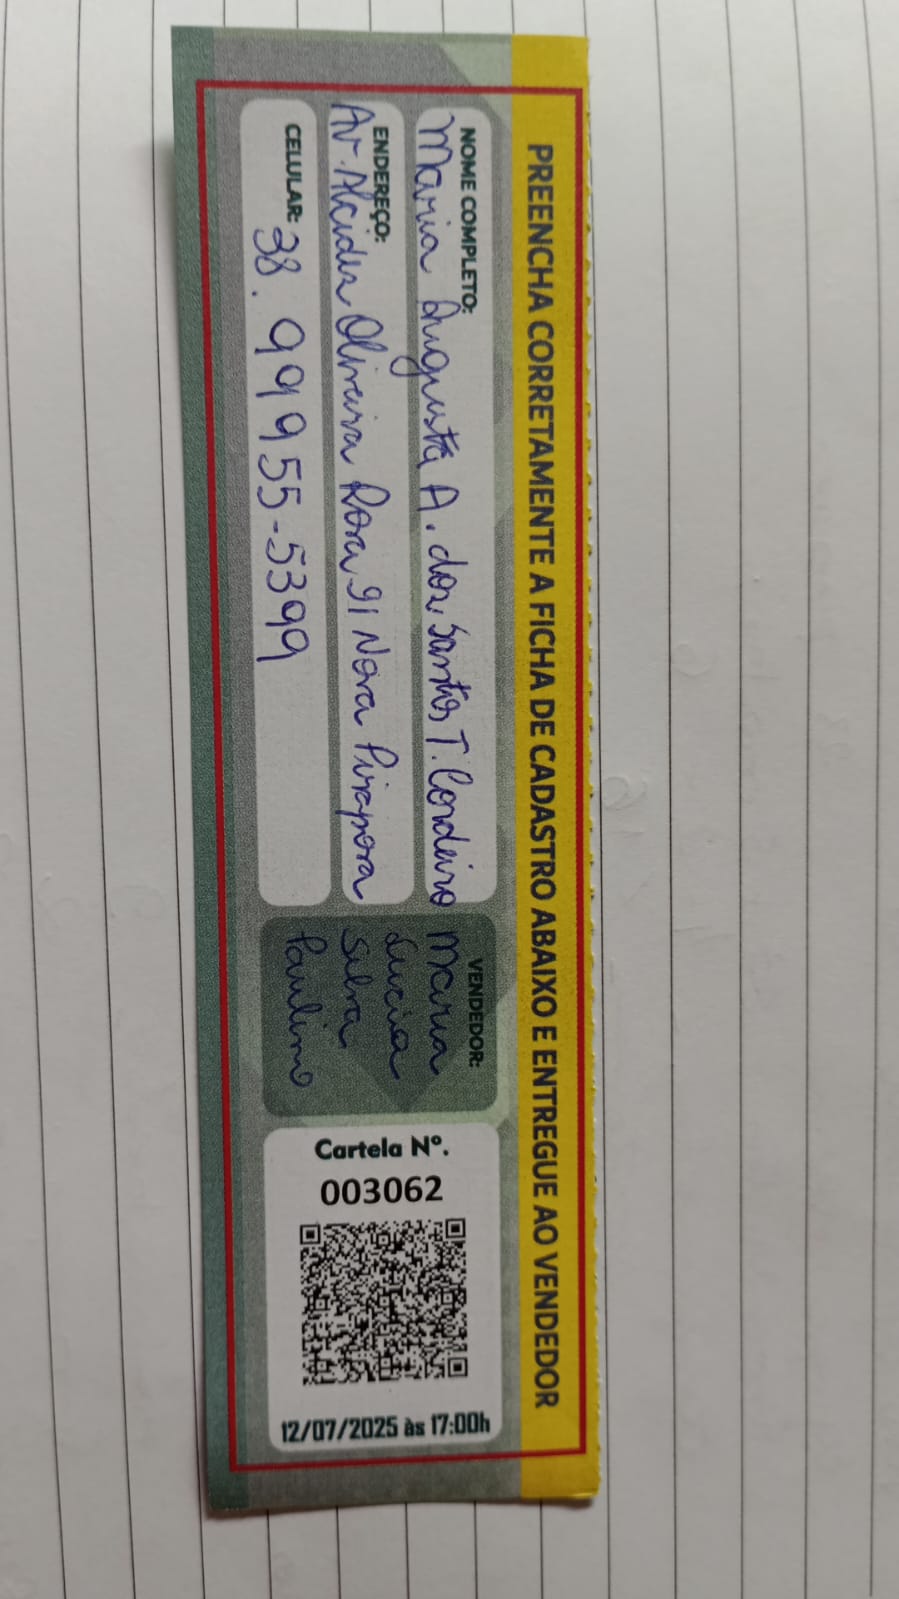 PREENCHA CORRETAMENTE A FICHA DE CADASTRO ABAIXO E ENTREGUE AO VENDEDOR
NOME COMPLETO:
Maria Augusta A. dos Santos T. Cordeiro
ENDEREÇO:
Av. Alcides Oliveira Rosa 91 Nova Pirapora
CELULAR: 38. 99955-5399
VENDEDOR:
Maria
Lucia
Silva
Paulino
Cartela Nº.
003062
12/07/2025 às 17:00h